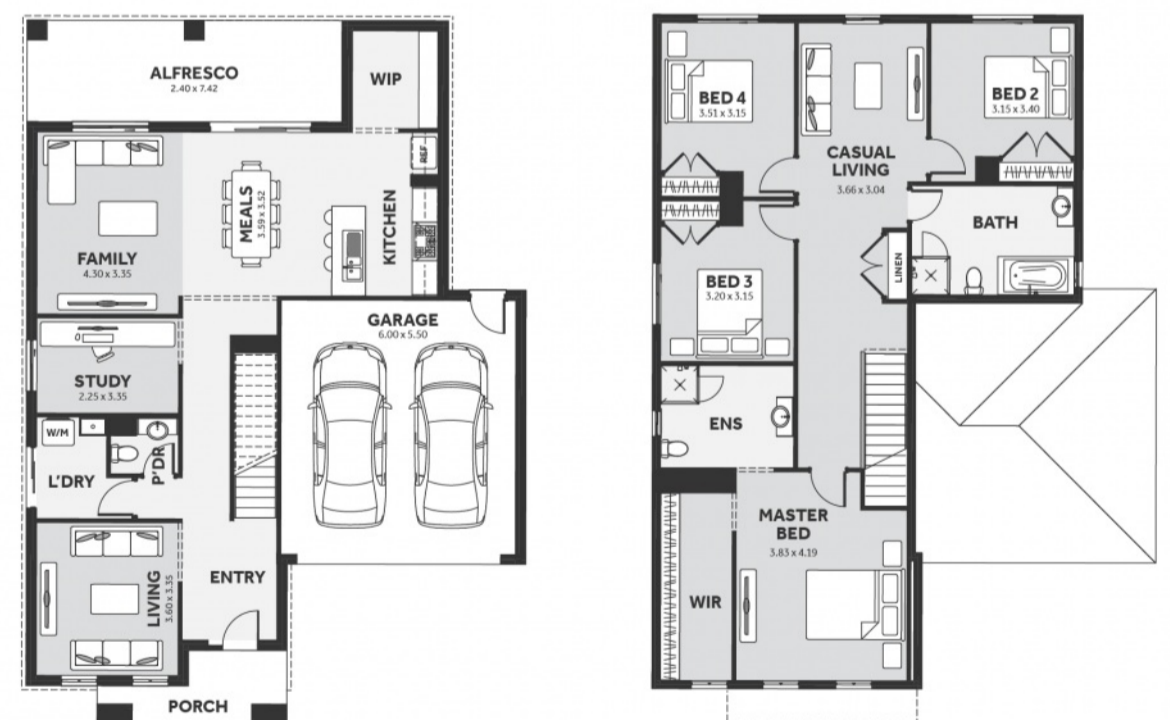 ALFRESCO
2.40 x 7.42
WIP
REF
MEALS
3.59 x 3.52
KITCHEN
FAMILY
4.30 x 3.35
GARAGE
6.00 x 5.50
STUDY
2.25 x 3.35
W/M
P'DR
L'DRY
LIVING
3.60 x 3.35
ENTRY
PORCH
BED 4
3.51 x 3.15
BED 2
3.15 x 3.40
CASUAL
LIVING
3.66 x 3.04
BATH
LINEN
BED 3
3.20 x 3.15
ENS
MASTER
BED
3.83 x 4.19
WIR